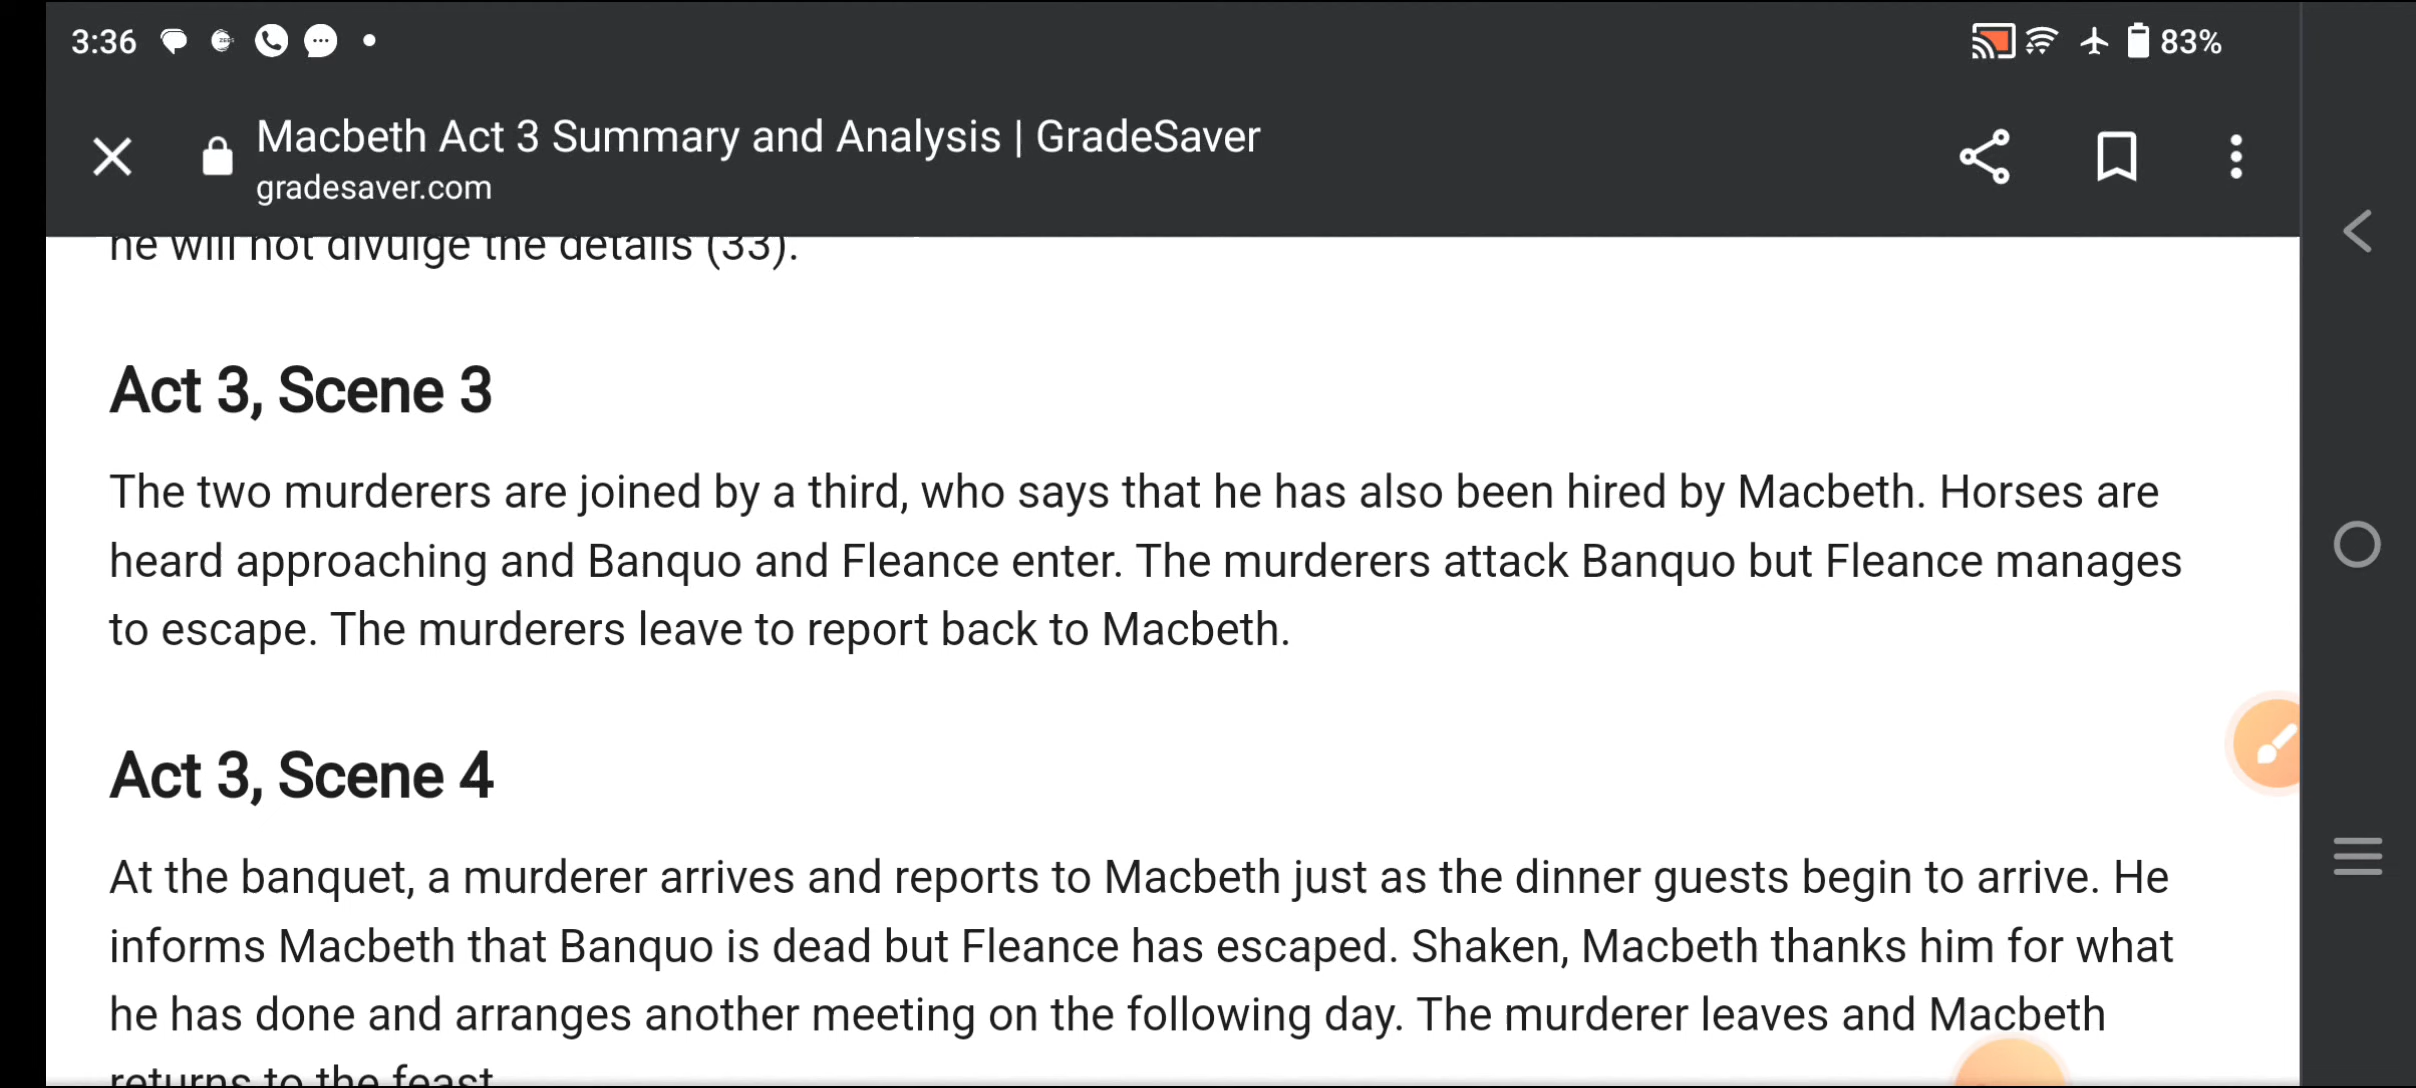 3:36
83%
Macbeth Act 3 Summary and Analysis | GradeSaver
gradesaver.com
he will not divulge the details (33).
Act 3, Scene 3
The two murderers are joined by a third, who says that he has also been hired by Macbeth. Horses are
heard approaching and Banquo and Fleance enter. The murderers attack Banquo but Fleance manages
to escape. The murderers leave to report back to Macbeth.
Act 3, Scene 4
At the banquet, a murderer arrives and reports to Macbeth just as the dinner guests begin to arrive. He
informs Macbeth that Banquo is dead but Fleance has escaped. Shaken, Macbeth thanks him for what
he has done and arranges another meeting on the following day. The murderer leaves and Macbeth
returns to the feast.